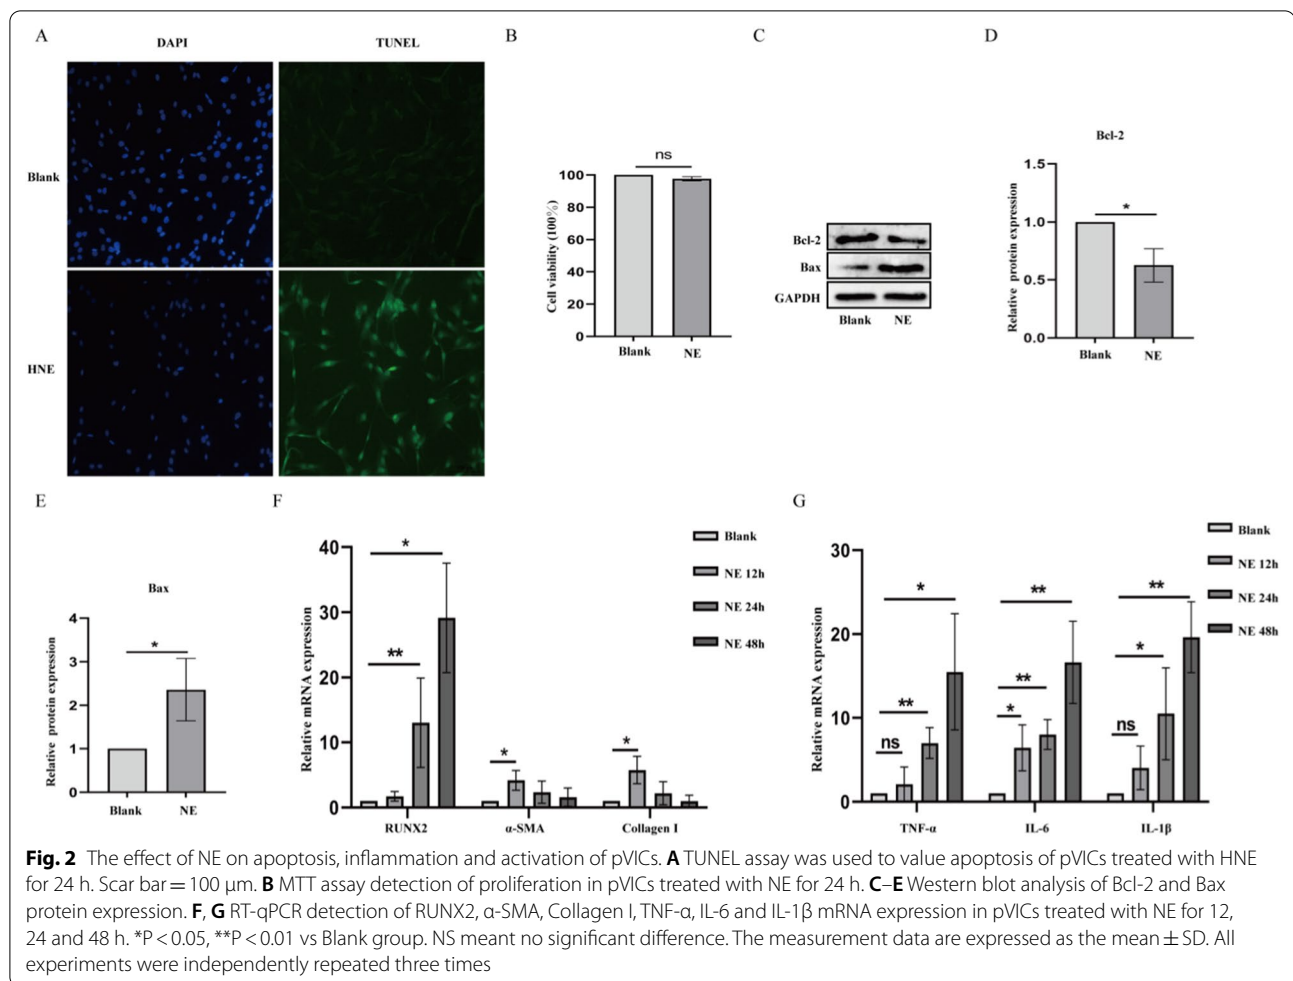 A
DAPI
TUNEL
Blank
HNE
B
ns
Cell viability (100%)
100
80
60
40
20
0
Blank
NE
C
Bcl-2
Bax
GAPDH
Blank
NE
D
Bcl-2
Relative protein expression
1.5
1.0
0.5
0.0
*
Blank
NE
E
Bax
Relative protein expression
4
3
2
1
0
*
Blank
NE
F
Relative mRNA expression
40
30
20
10
0
*
**
*
*
RUNX2
α-SMA
Collagen I
Blank
NE 12h
NE 24h
NE 48h
G
Relative mRNA expression
30
20
10
0
*
**
ns
**
**
*
**
*
ns
TNF-α
IL-6
IL-1β
Blank
NE 12h
NE 24h
NE 48h
Fig. 2 The effect of NE on apoptosis, inflammation and activation of pVICs. A TUNEL assay was used to value apoptosis of pVICs treated with HNE
for 24 h. Scar bar = 100 μm. B MTT assay detection of proliferation in pVICs treated with NE for 24 h. C–E Western blot analysis of Bcl-2 and Bax
protein expression. F, G RT-qPCR detection of RUNX2, α-SMA, Collagen I, TNF-α, IL-6 and IL-1β mRNA expression in pVICs treated with NE for 12,
24 and 48 h. *P < 0.05, **P < 0.01 vs Blank group. NS meant no significant difference. The measurement data are expressed as the mean ± SD. All
experiments were independently repeated three times